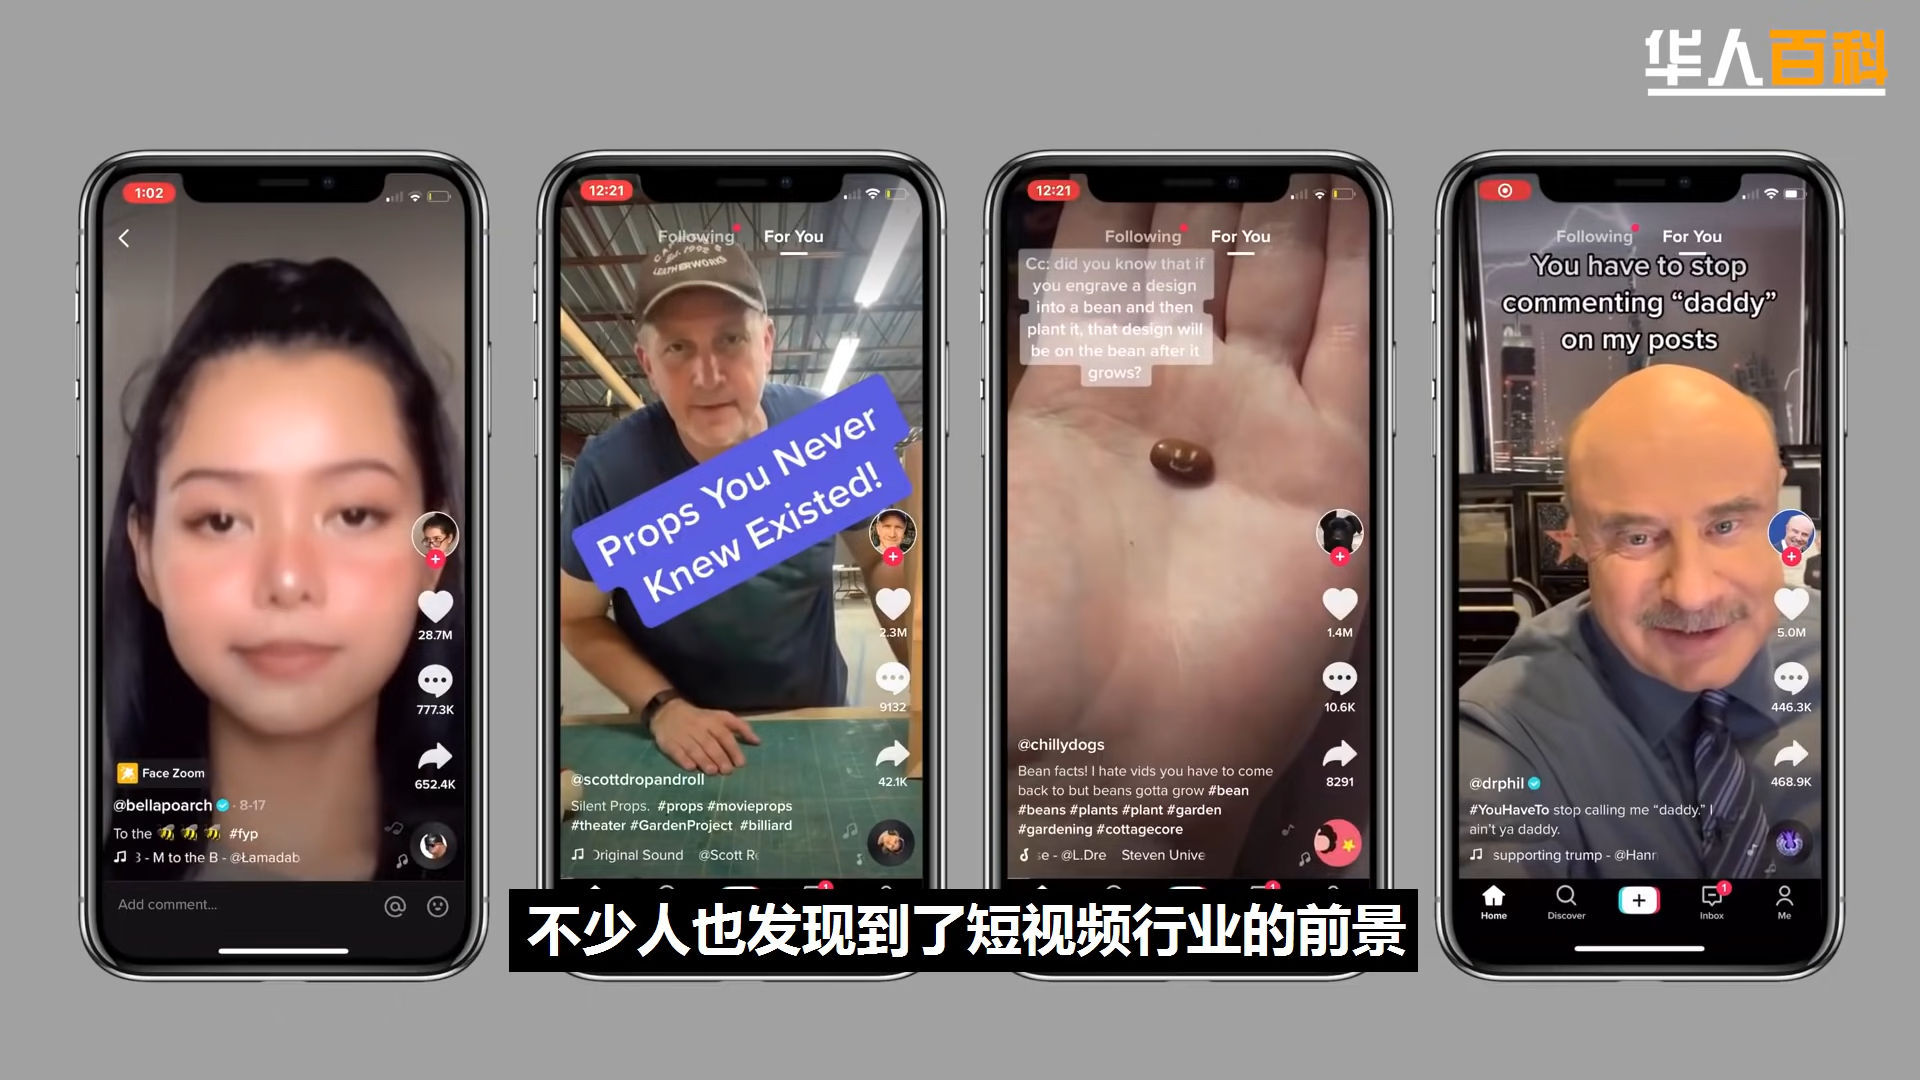 华人百科
1:02
28.7M
777.3K
652.4K
Face Zoom
@bellapoarch · 8-17
To the 🐝 🐝 🐝 #fyp
3 - M to the B - @Łamadab
Add comment...
12:21
Following For You
Props You Never
Knew Existed!
2.3M
9132
42.1K
@scottdropandroll
Silent Props. #props #movieprops
#theater #GardenProject #billiard
Original Sound @Scott R
1
12:21
Following For You
Cc: did you know that if
you engrave a design
into a bean and then
plant it, that design will
be on the bean after it
grows?
1.4M
10.6K
8291
@chillydogs
Bean facts! I hate vids you have to come
back to but beans gotta grow #bean
#beans #plants #plant #garden
#gardening #cottagecore
se - @L.Dre Steven Unive
1
Following For You
You have to stop
commenting “daddy”
on my posts
5.0M
446.3K
468.9K
@drphil
#YouHaveTo stop calling me “daddy.” I
ain't ya daddy.
supporting trump - @Hanr
1
Home Discover Inbox Me
不少人也发现到了短视频行业的前景